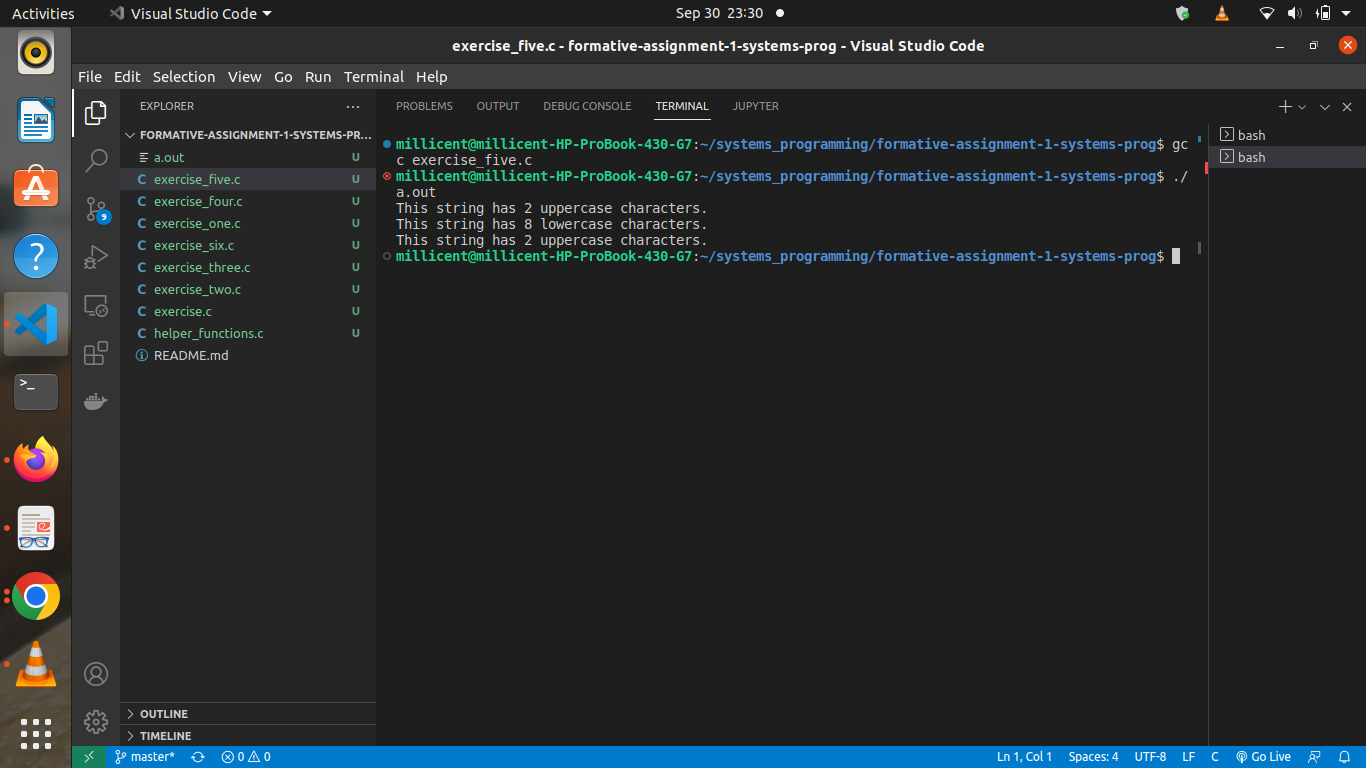 Activities
Visual Studio Code
Sep 30 23:30
exercise_five.c - formative-assignment-1-systems-prog - Visual Studio Code
File Edit Selection View Go Run Terminal Help
EXPLORER
FORMATIVE-ASSIGNMENT-1-SYSTEMS-PR...
a.out U
C exercise_five.c U
C exercise_four.c U
C exercise_one.c U
C exercise_six.c U
C exercise_three.c U
C exercise_two.c U
C exercise.c U
C helper_functions.c U
README.md
9
OUTLINE
TIMELINE
PROBLEMS OUTPUT DEBUG CONSOLE TERMINAL JUPYTER
millicent@millicent-HP-ProBook-430-G7:~/systems_programming/formative-assignment-1-systems-prog$ gc
c exercise_five.c
millicent@millicent-HP-ProBook-430-G7:~/systems_programming/formative-assignment-1-systems-prog$ ./
a.out
This string has 2 uppercase characters.
This string has 8 lowercase characters.
This string has 2 uppercase characters.
millicent@millicent-HP-ProBook-430-G7:~/systems_programming/formative-assignment-1-systems-prog$
bash
bash
master* 0 0 Ln 1, Col 1 Spaces: 4 UTF-8 LF C Go Live